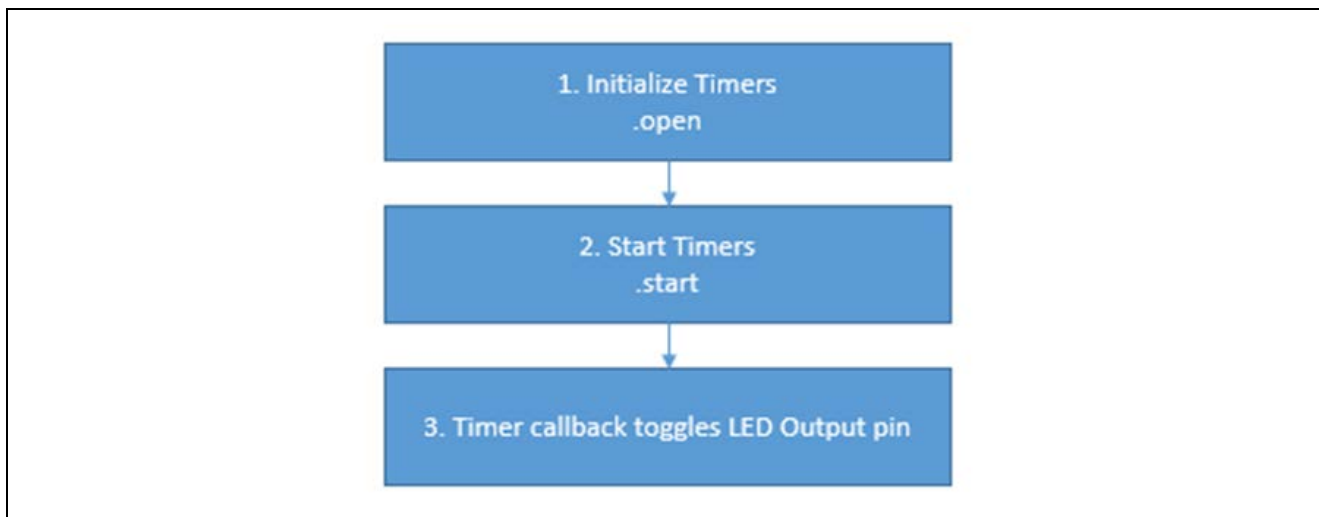 1. Initialize Timers
.open
2. Start Timers
.start
3. Timer callback toggles LED Output pin